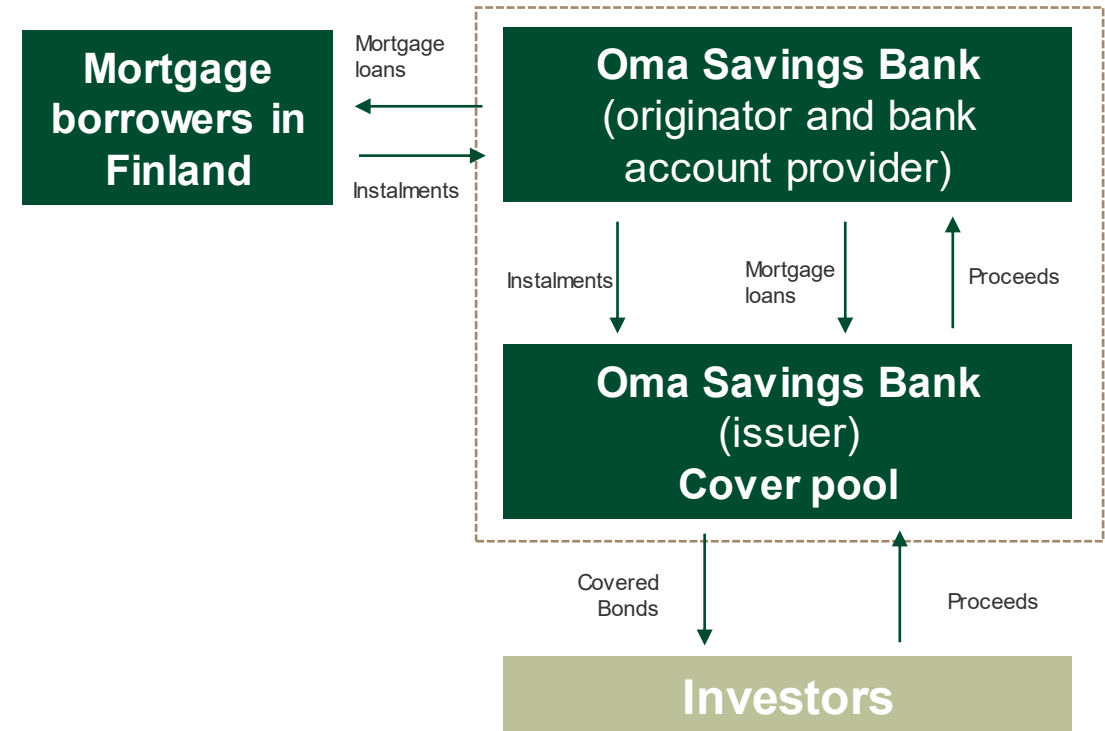 Mortgage
borrowers in
Finland
Mortgage
loans
Instalments
Oma Savings Bank
(originator and bank
account provider)
Instalments
Mortgage
loans
Proceeds
Oma Savings Bank
(issuer)
Cover pool
Covered
Bonds
Proceeds
Investors